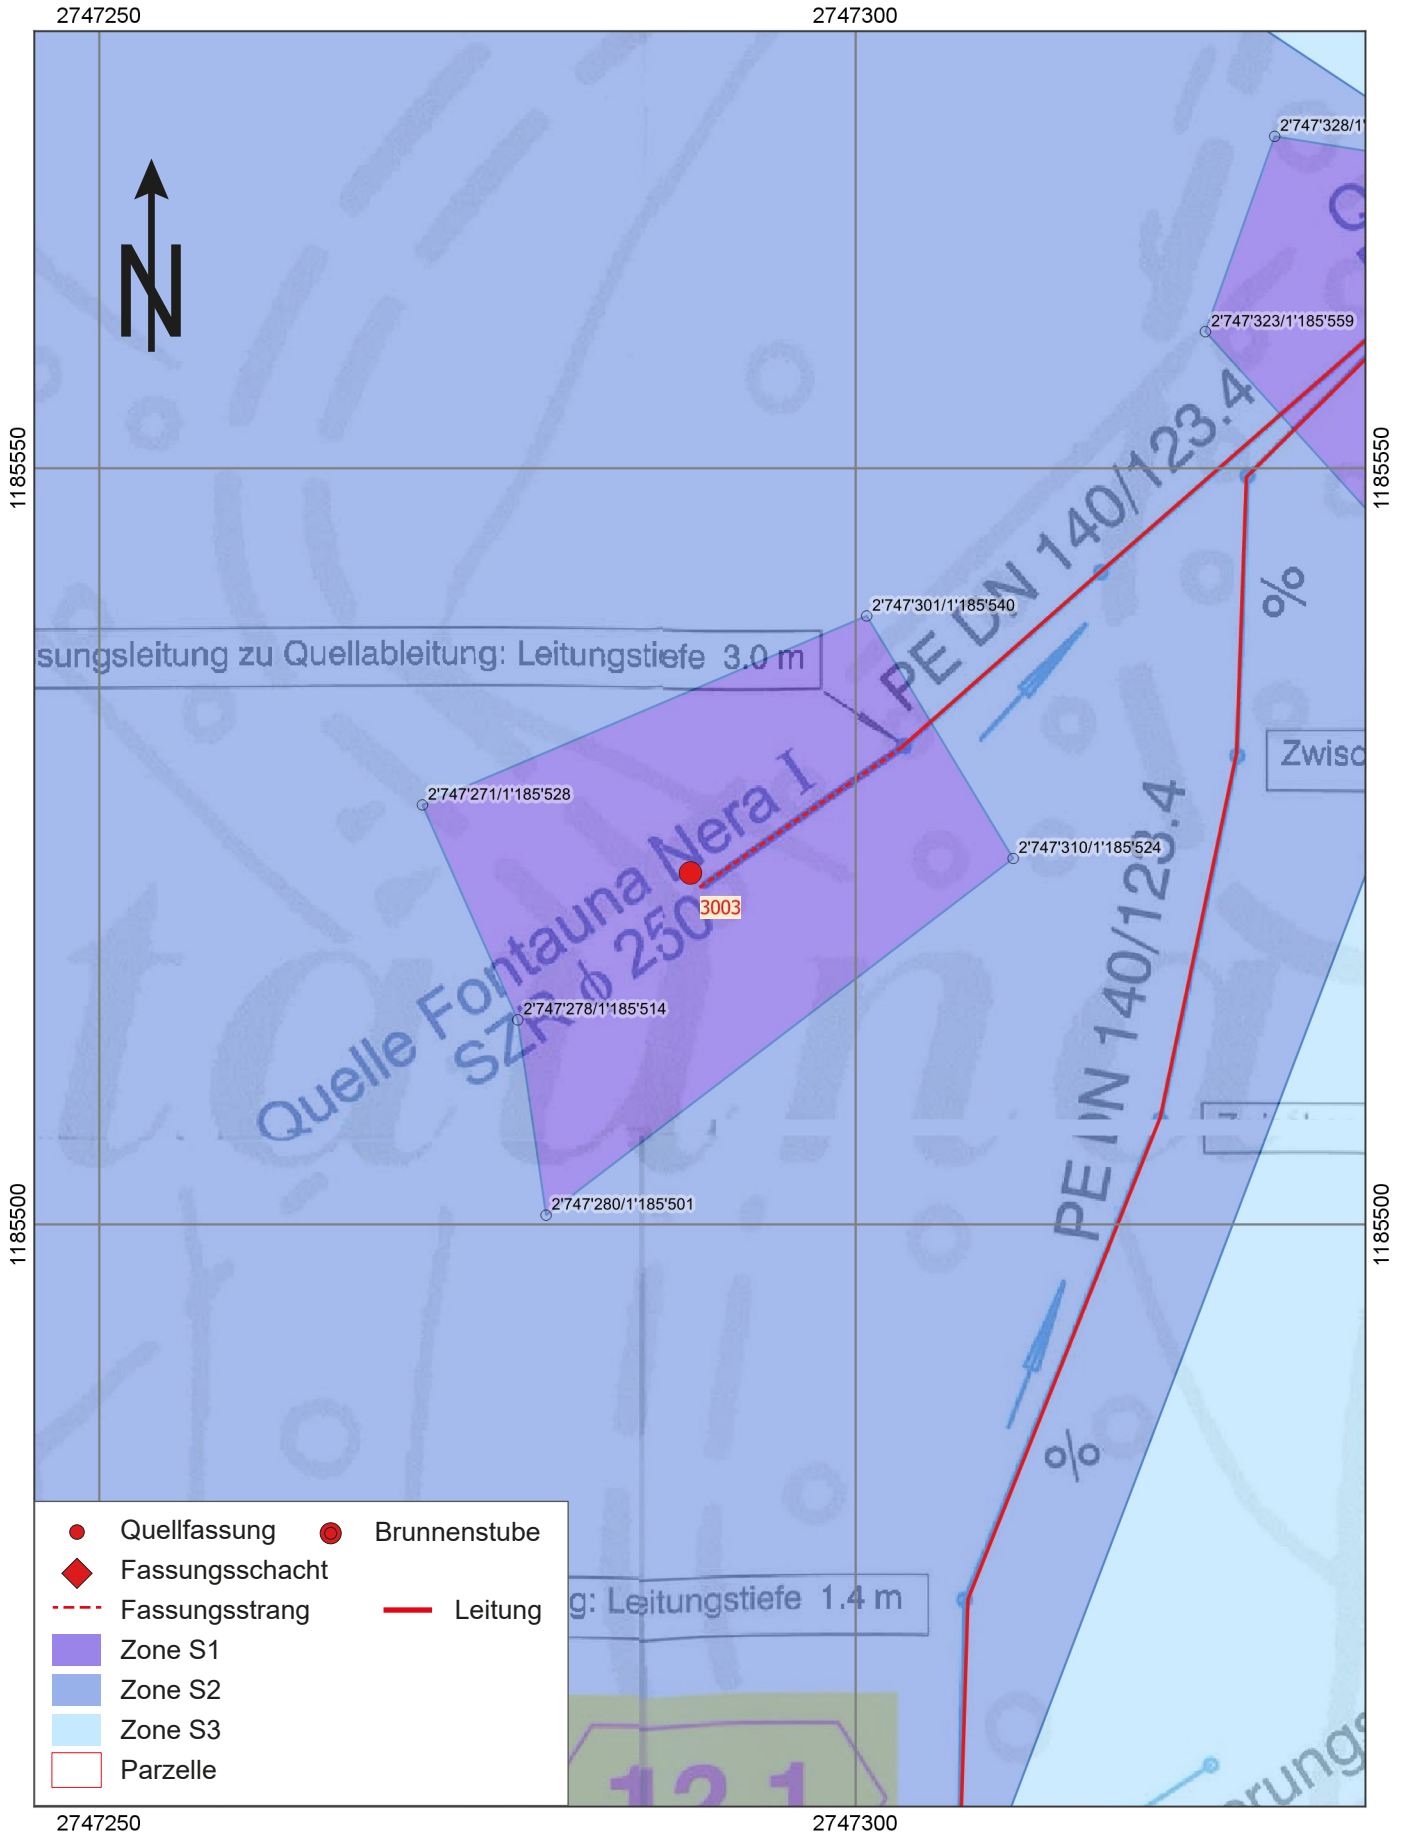 2747250
2747300
2'747'328/1'
N
2'747'323/1'185'559
1185550
1185550
PE DN 140/123.4
%
2'747'301/1'185'540
sungsleitung zu Quellableitung: Leitungstiefe 3.0 m
Zwisc
2'747'271/1'185'528
2'747'310/1'185'524
Quelle Fontauna Nera I
SZR ϕ 250
3003
2'747'278/1'185'514
PE DN 140/123.4
2'747'280/1'185'501
1185500
1185500
%
g: Leitungstiefe 1.4 m
12.1
erungs
Quellfassung
Brunnenstube
Fassungsschacht
Fassungsstrang
Leitung
Zone S1
Zone S2
Zone S3
Parzelle
2747250
2747300